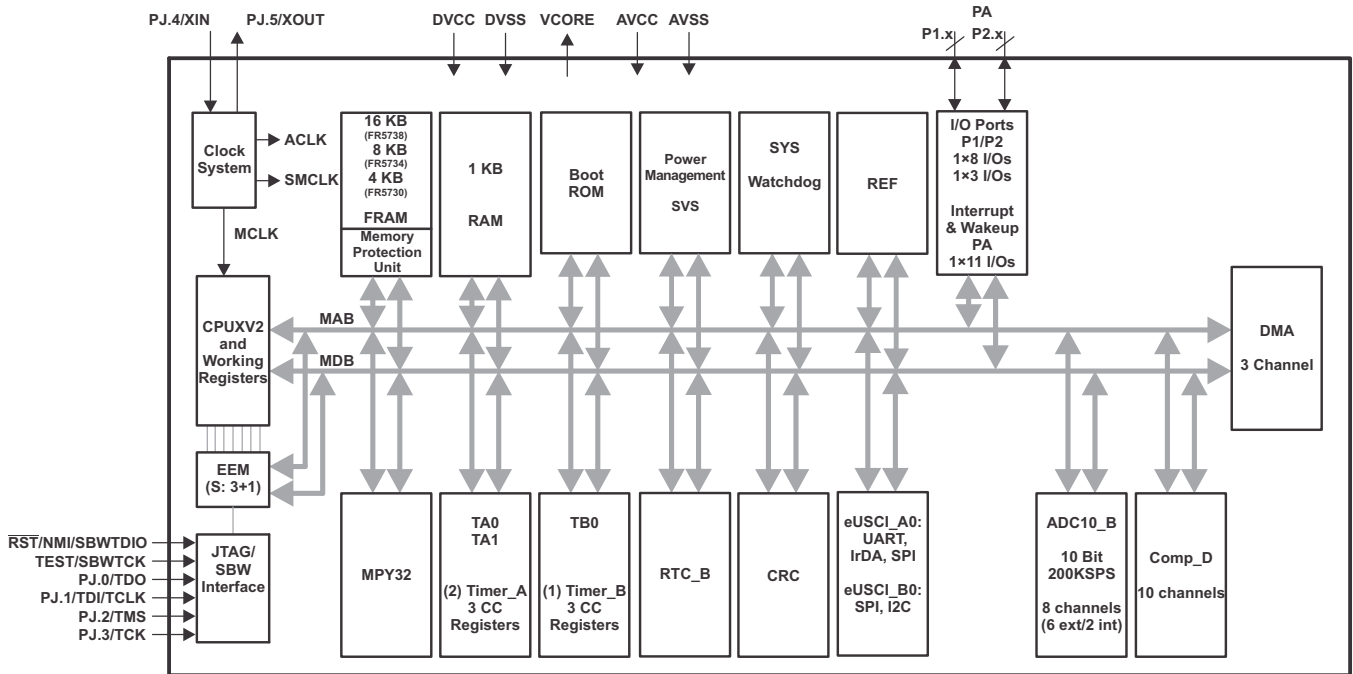 PJ.4/XIN
PJ.5/XOUT
DVCC
DVSS
VCORE
AVCC
AVSS
PA
P1.x
P2.x
Clock
System
ACLK
SMCLK
MCLK
16 KB
(FR5738)
8 KB
(FR5734)
4 KB
(FR5730)
FRAM
Memory
Protection
Unit
1 KB
RAM
Boot
ROM
Power
Management
SVS
SYS
Watchdog
REF
I/O Ports
P1/P2
1×8 I/Os
1×3 I/Os
Interrupt
& Wakeup
PA
1×11 I/Os
CPUXV2
and
Working
Registers
MAB
MDB
DMA
3 Channel
EEM
(S: 3+1)
RST/NMI/SBWTDIO
TEST/SBWTCK
PJ.0/TDO
PJ.1/TDI/TCLK
PJ.2/TMS
PJ.3/TCK
JTAG/
SBW
Interface
MPY32
TA0
TA1
(2) Timer_A
3 CC
Registers
TB0
(1) Timer_B
3 CC
Registers
RTC_B
CRC
eUSCI_A0:
UART,
IrDA, SPI
eUSCI_B0:
SPI, I2C
ADC10_B
10 Bit
200KSPS
8 channels
(6 ext/2 int)
Comp_D
10 channels